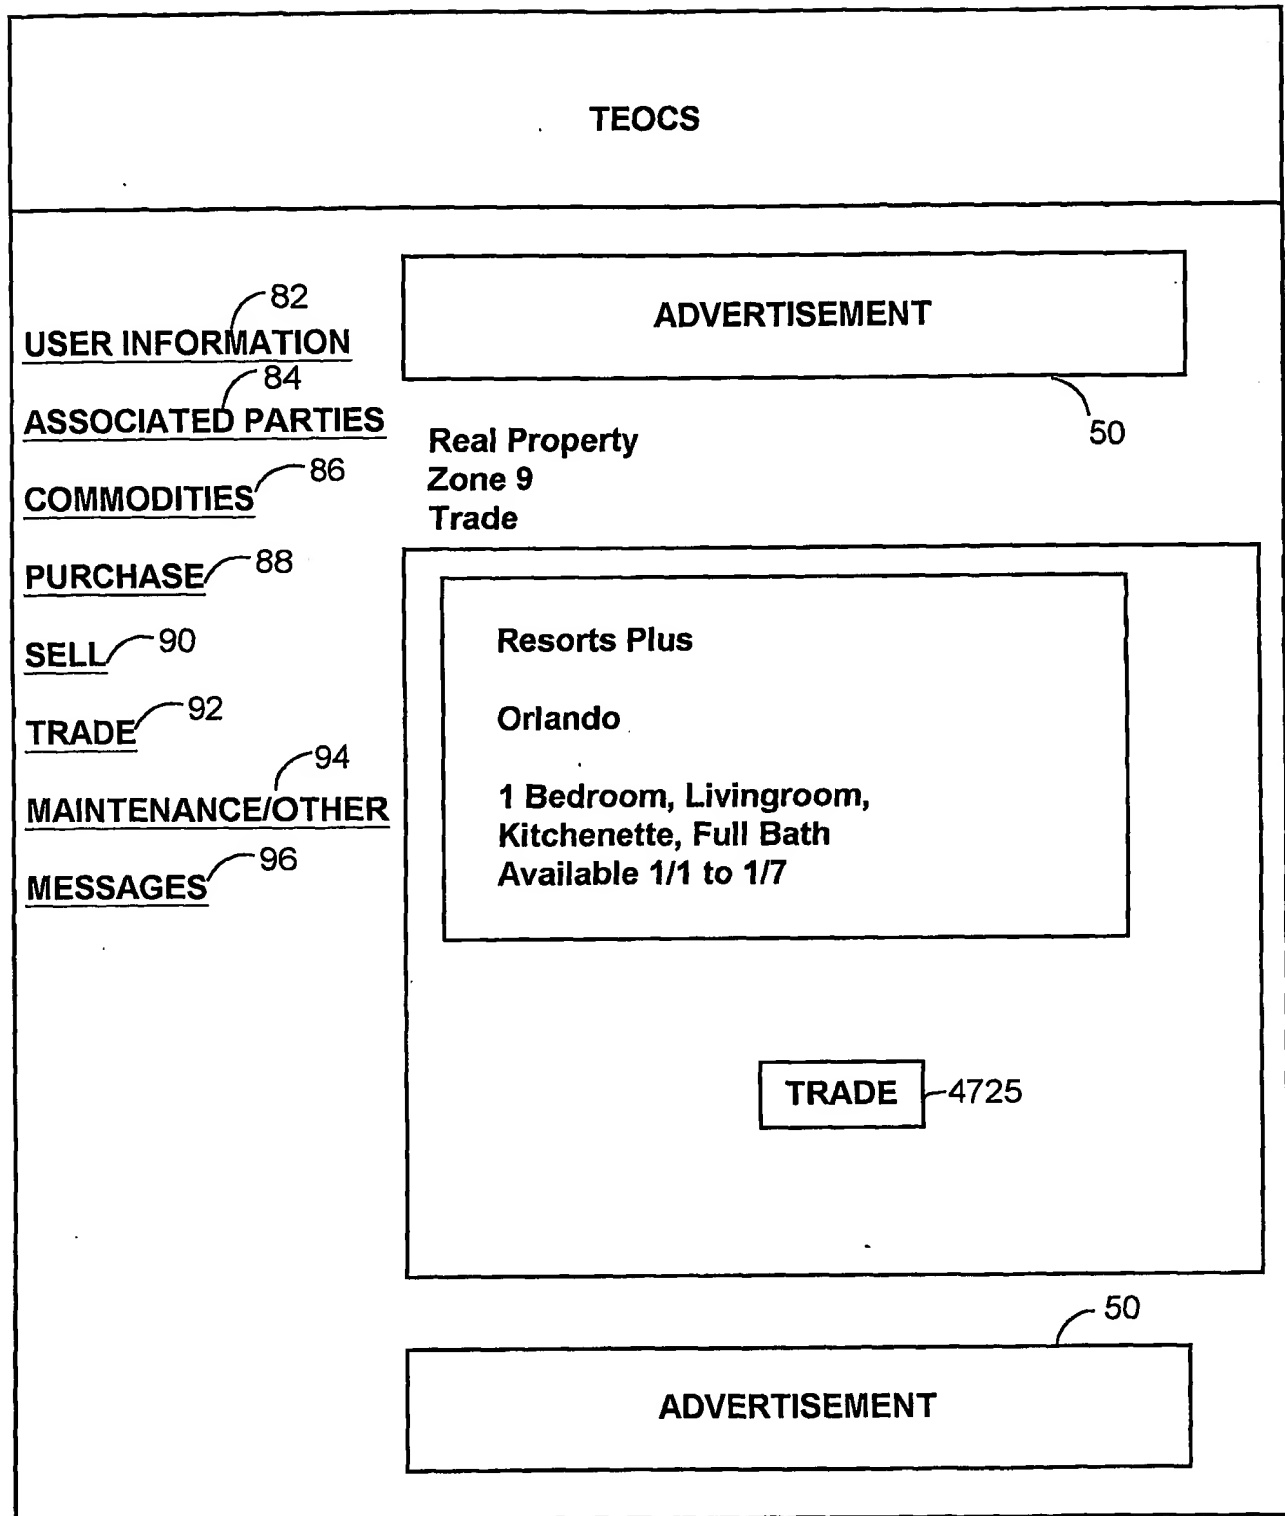 TEOCS
ADVERTISEMENT
50
82
USER INFORMATION
84
ASSOCIATED PARTIES
86
COMMODITIES
88
PURCHASE
90
SELL
92
TRADE
94
MAINTENANCE/OTHER
96
MESSAGES
Real Property
Zone 9
Trade
Resorts Plus
Orlando
1 Bedroom, Livingroom,
Kitchenette, Full Bath
Available 1/1 to 1/7
TRADE
4725
50
ADVERTISEMENT